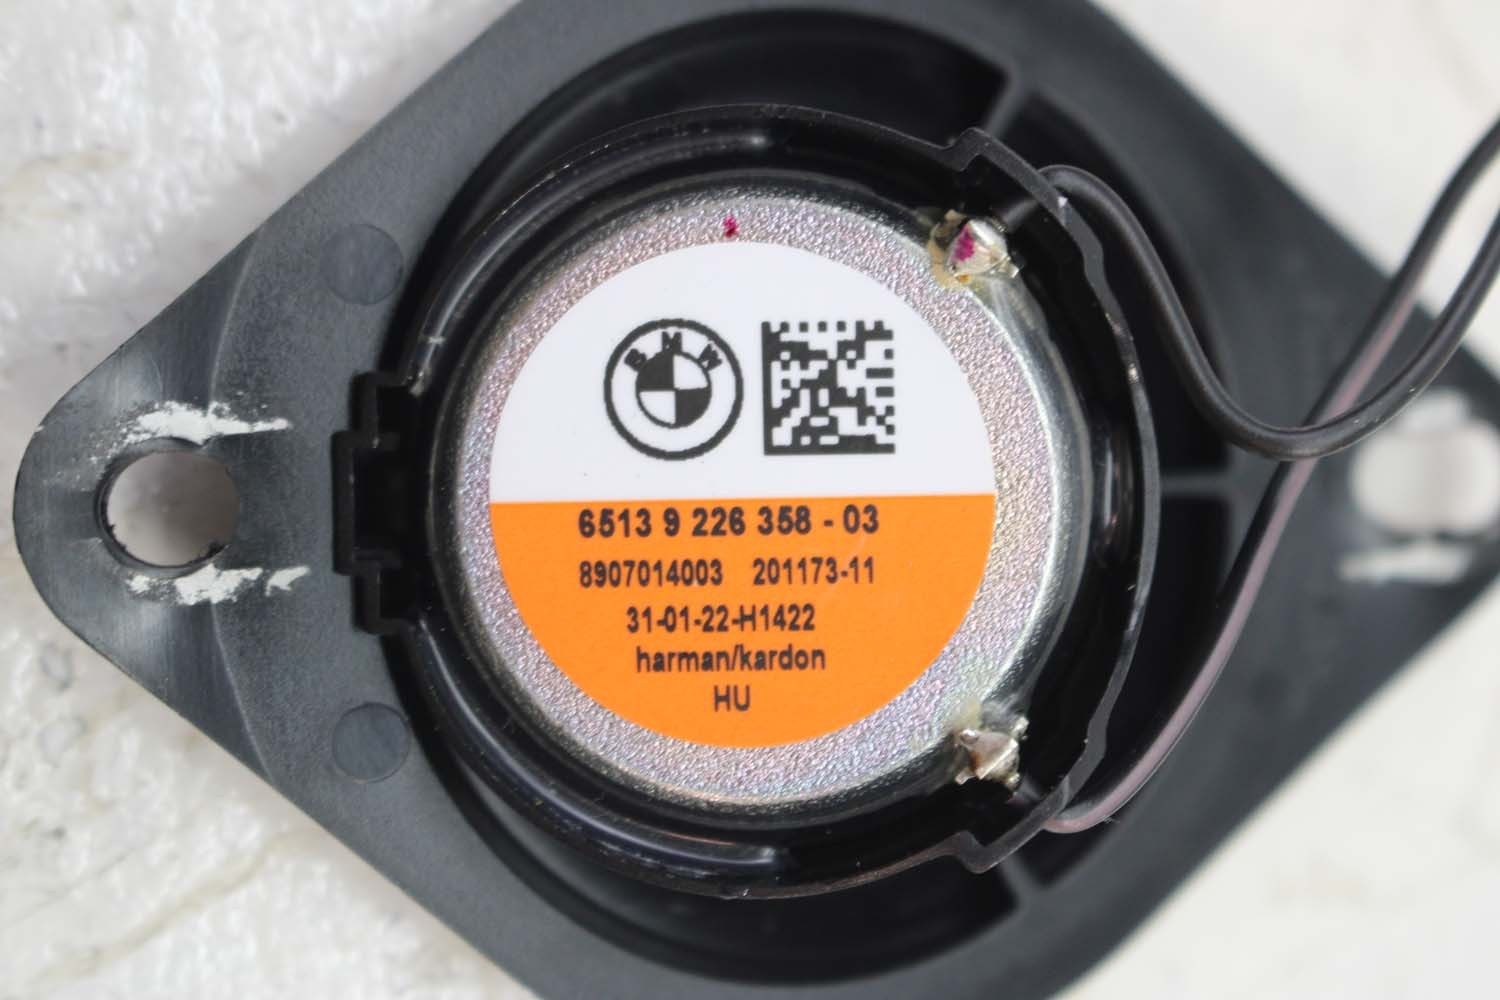 BMW
6513 9 226 358 - 03
8907014003 201173-11
31-01-22-H1422
harman/kardon
HU